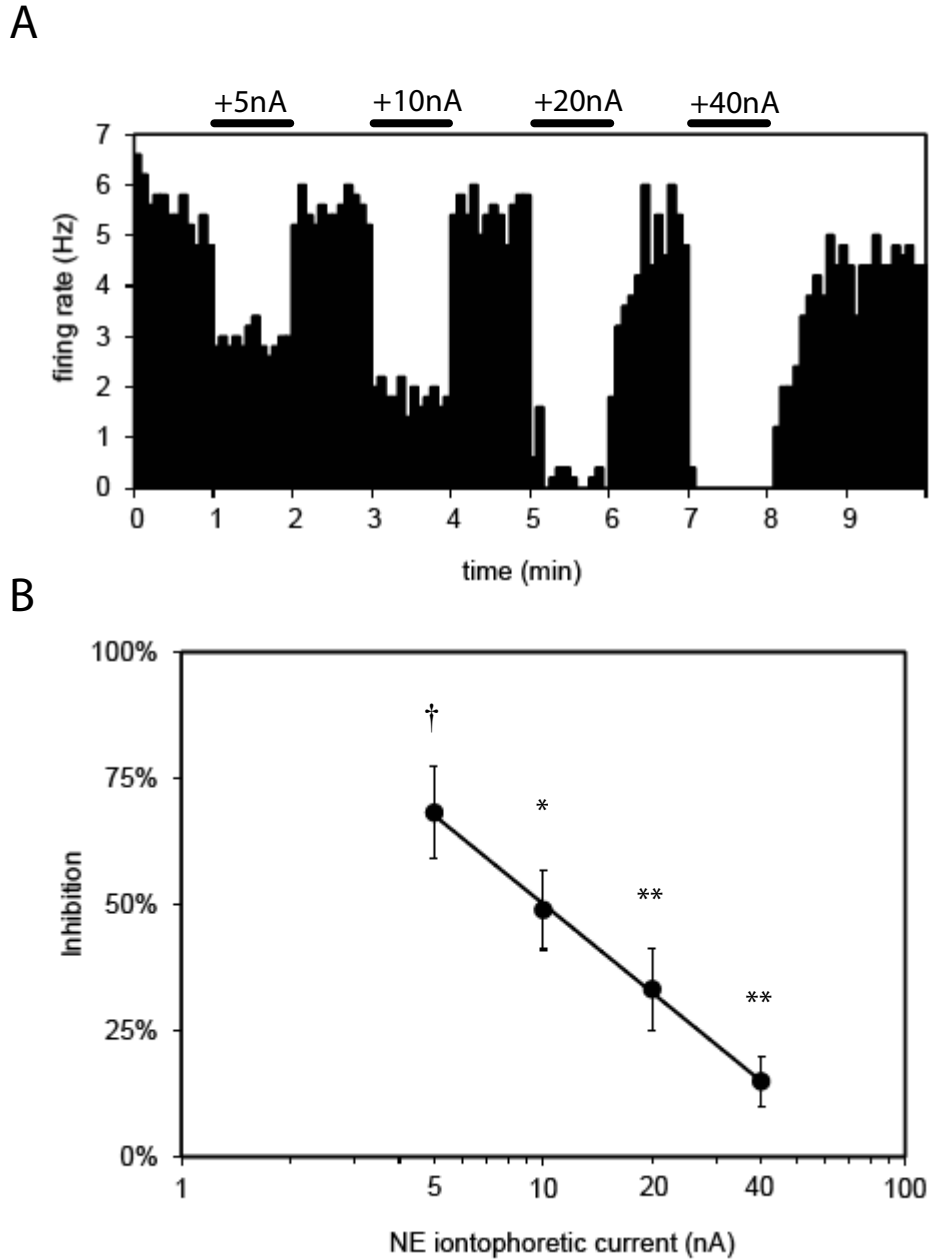 A
+5nA +10nA +20nA +40nA
7
6
5
4
3
2
1
0
firing rate (Hz)
0 1 2 3 4 5 6 7 8 9
time (min)
B
100%
75%
50%
25%
0%
Inhibition
†
*
**
**
1 5 10 20 40 100
NE iontophoretic current (nA)